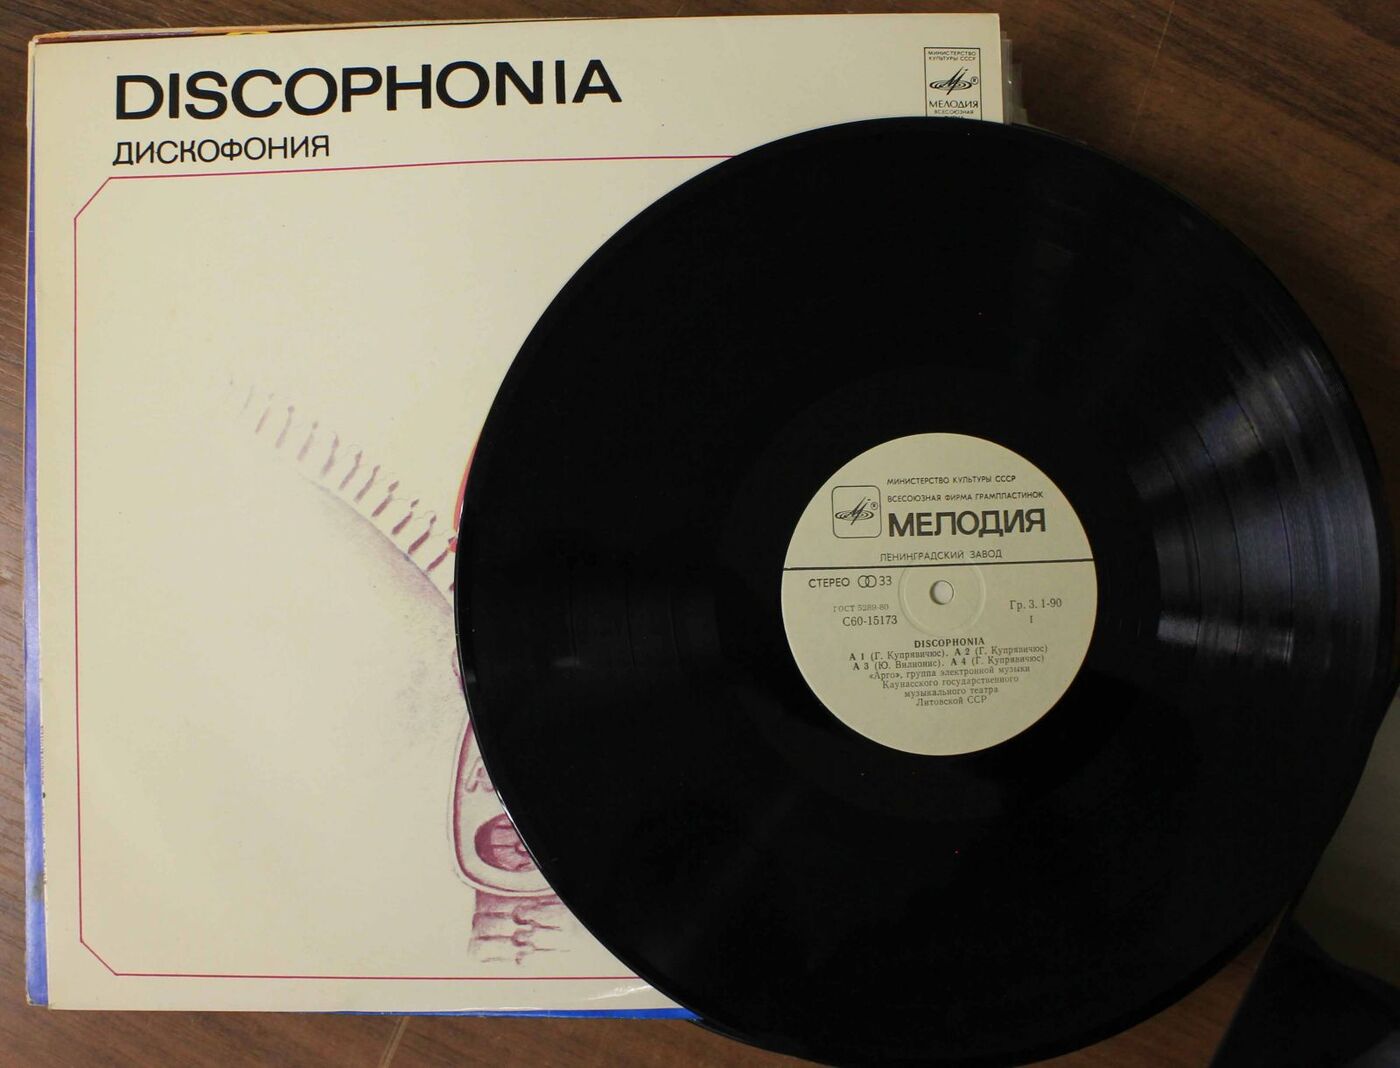 DISCOPHONIA
ДИСКОФОНИЯ
МИНИСТЕРСТВО
КУЛЬТУРЫ СССР
®
МЕЛОДИЯ
ВСЕСОЮЗНАЯ
МИНИСТЕРСТВО КУЛЬТУРЫ СССР
ВСЕСОЮЗНАЯ ФИРМА ГРАМПЛАСТИНОК
®
МЕЛОДИЯ
ЛЕНИНГРАДСКИЙ ЗАВОД
СТЕРЕО 33
ГОСТ 5289-80
Гр. 3. 1-90
С60-15173
I
DISCOPHONIA
А 1 (Г. Купрявичюс). А 2 (Г. Купрявичюс)
А 3 (Ю. Вилнонис). А 4 (Г. Купрявичюс)
«Арго», группа электронной музыки
Каунасского государственного
музыкального театра
Литовской ССР